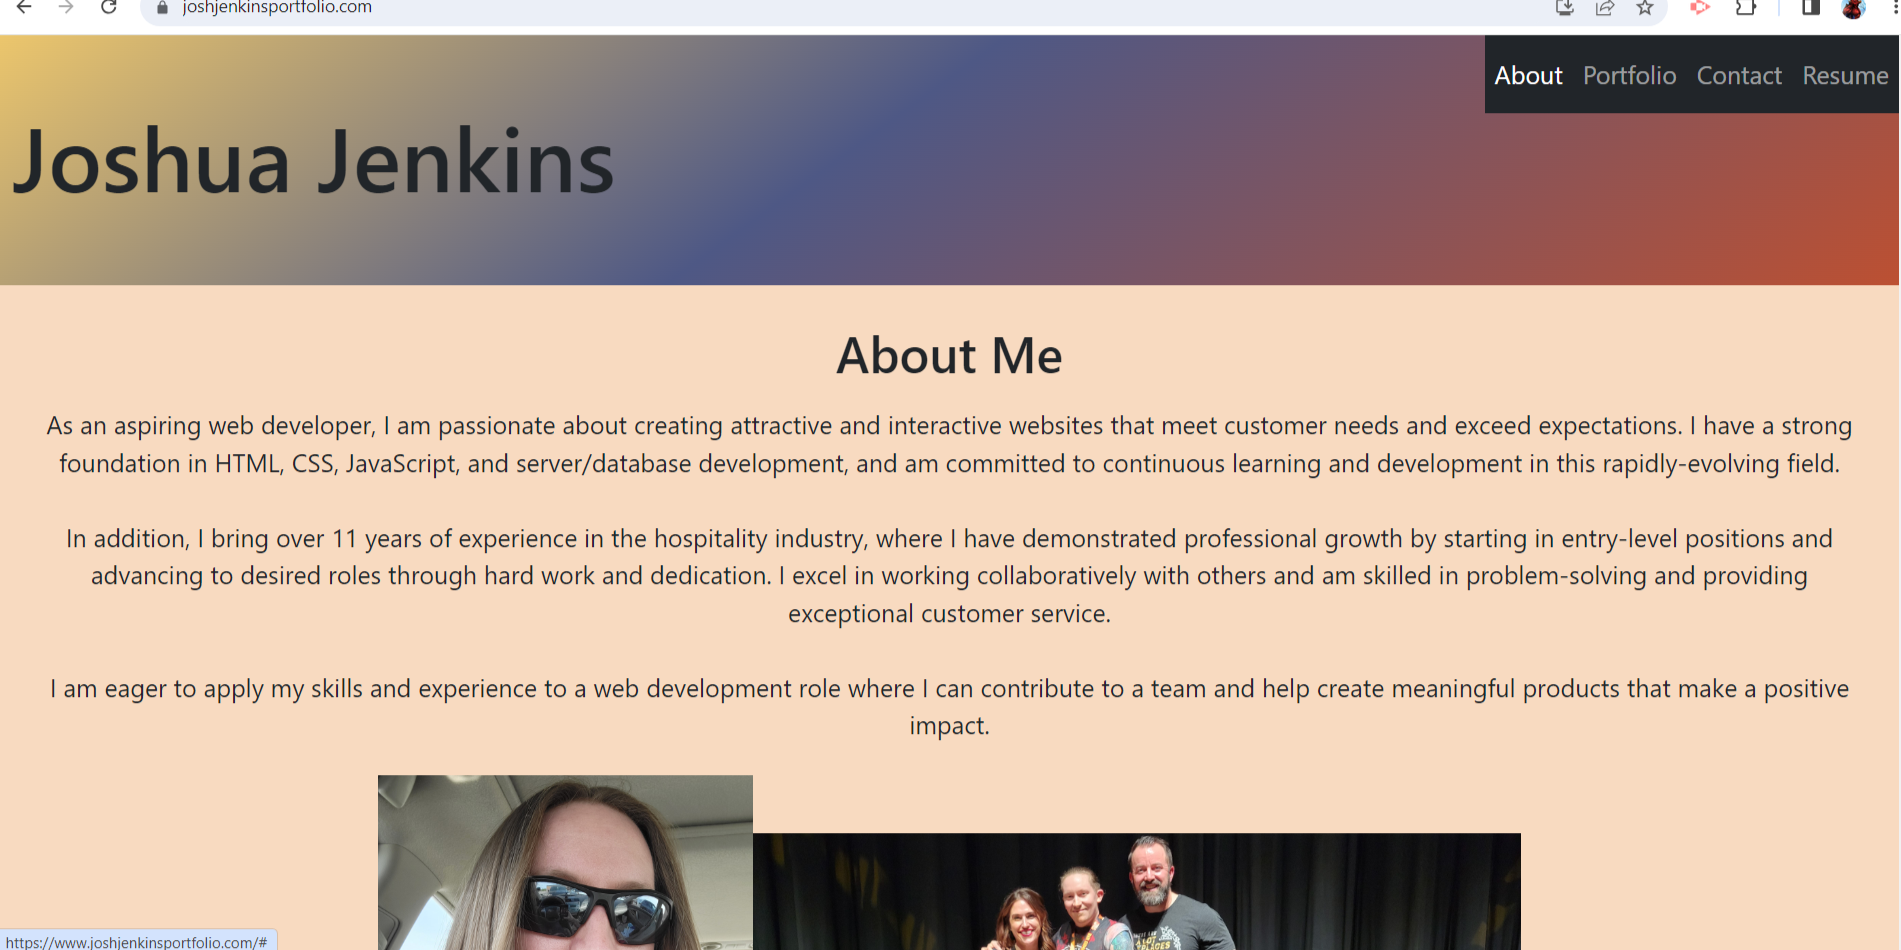 joshjenkinsportfolio.com
About Portfolio Contact Resume
Joshua Jenkins
About Me
As an aspiring web developer, I am passionate about creating attractive and interactive websites that meet customer needs and exceed expectations. I have a strong
foundation in HTML, CSS, JavaScript, and server/database development, and am committed to continuous learning and development in this rapidly-evolving field.
In addition, I bring over 11 years of experience in the hospitality industry, where I have demonstrated professional growth by starting in entry-level positions and
advancing to desired roles through hard work and dedication. I excel in working collaboratively with others and am skilled in problem-solving and providing
exceptional customer service.
I am eager to apply my skills and experience to a web development role where I can contribute to a team and help create meaningful products that make a positive
impact.
LOT
PLACES
https://www.joshjenkinsportfolio.com/#